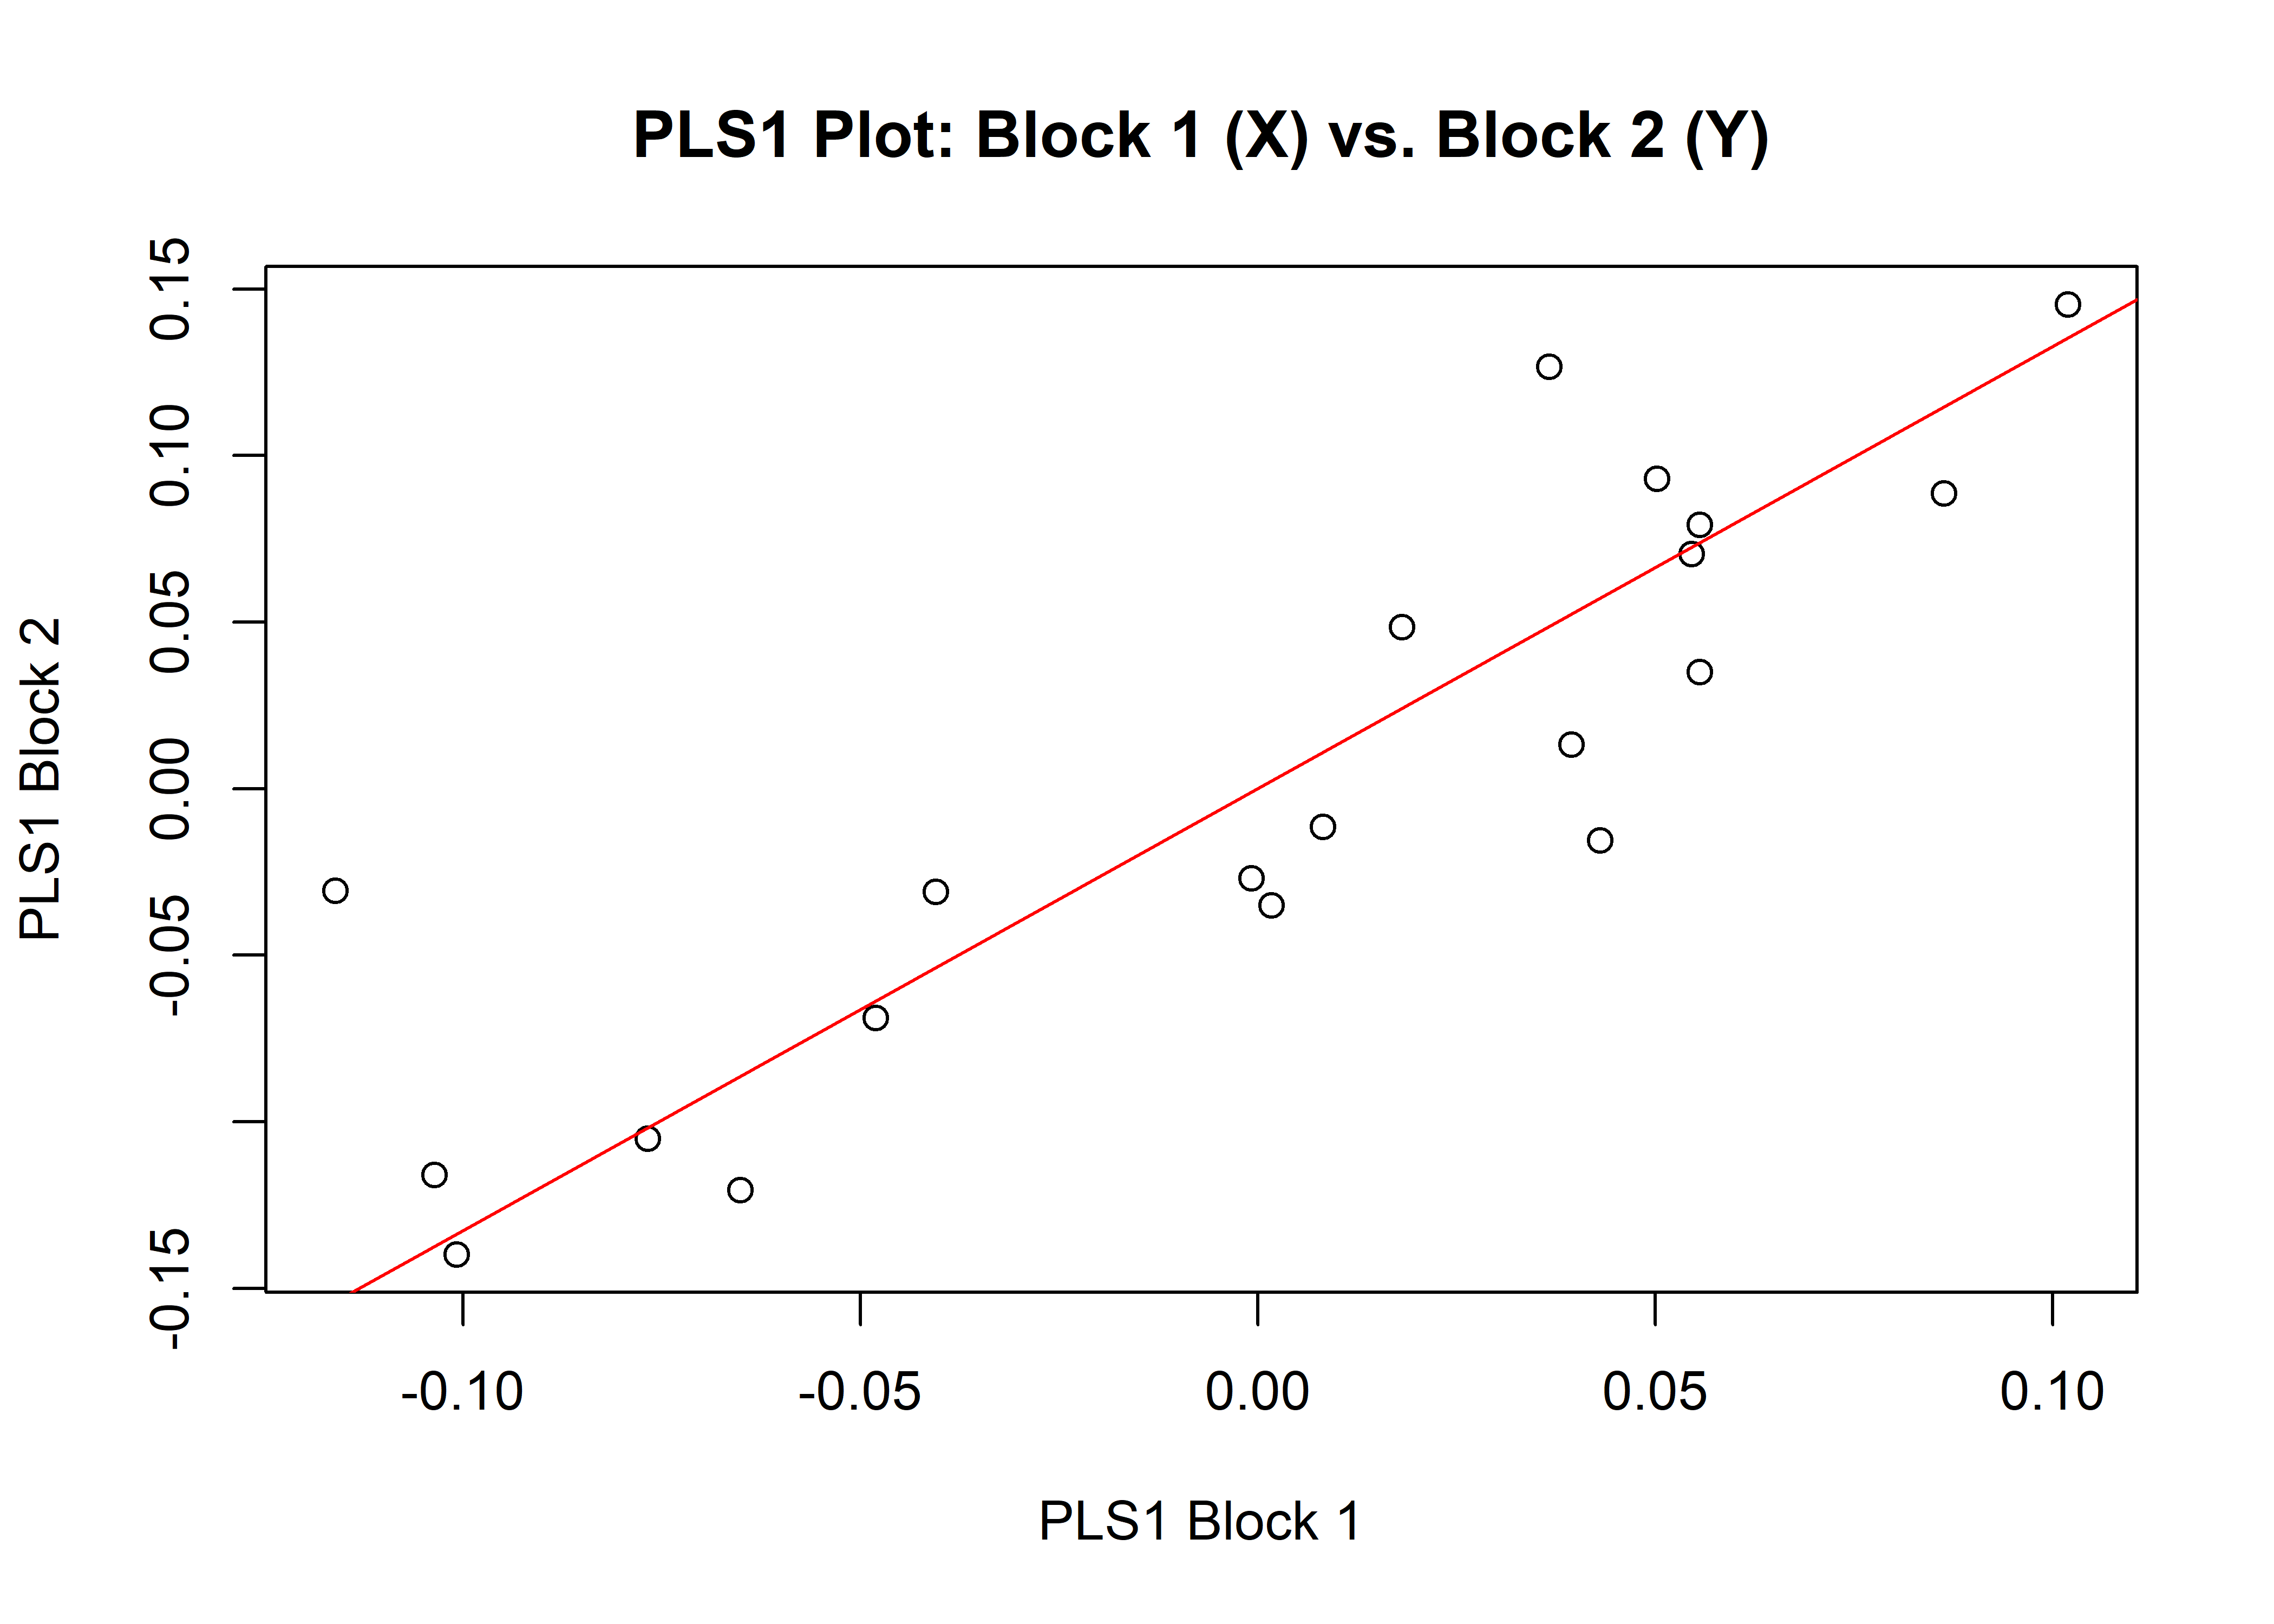 PLS1 Plot: Block 1 (X) vs. Block 2 (Y)
0.15
0.10
0.05
0.00
-0.05
-0.15
PLS1 Block 2
-0.10 -0.05 0.00 0.05 0.10
PLS1 Block 1